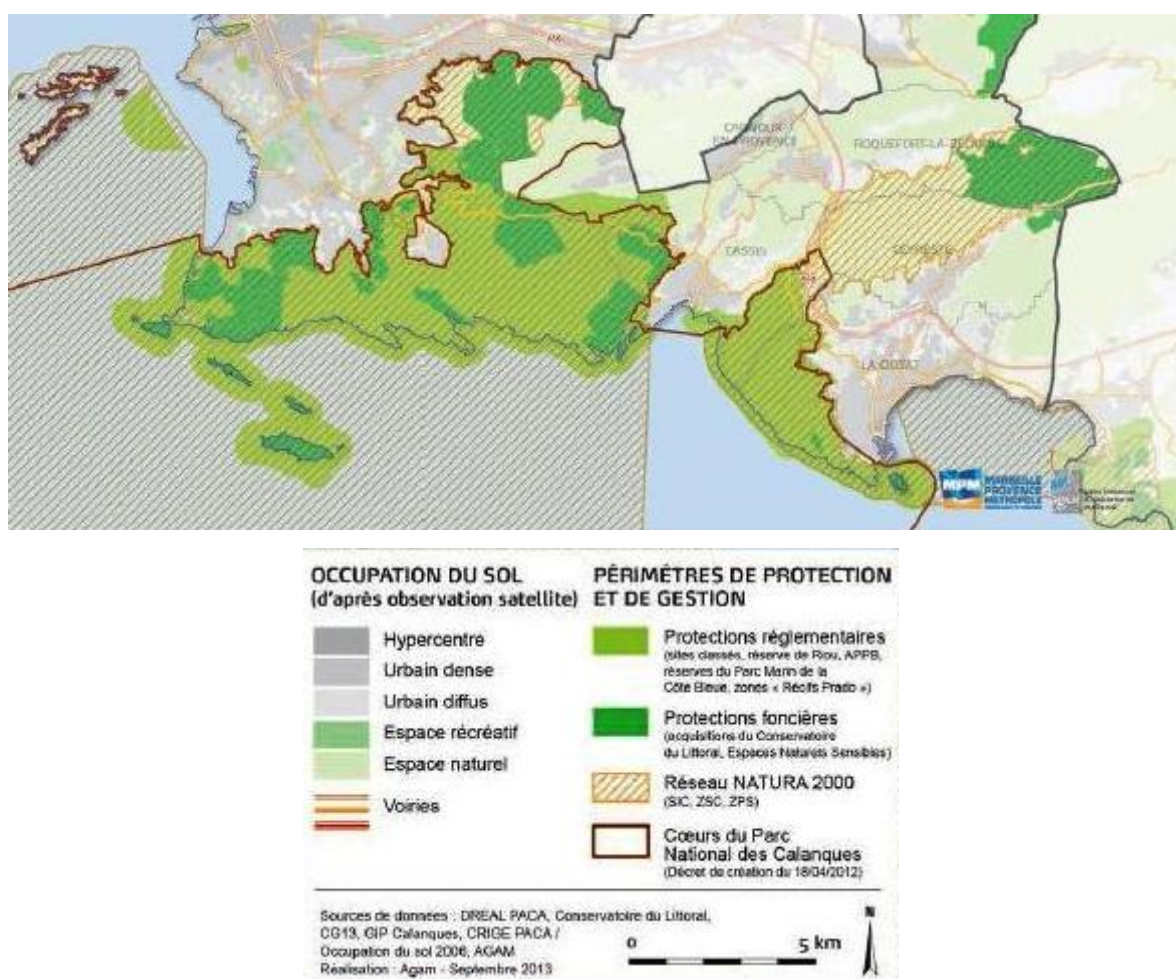 CARNOUX-
EN-PROVENCE
ROQUEFORT-LA-BÉDOULE
CASSIS
CEYRESTE
LA CIOTAT
MPM
MARSEILLE
PROVENCE
MÉTROPOLE
OCCUPATION DU SOL
(d'après observation satellite)
Hypercentre
Urbain dense
Urbain diffus
Espace récréatif
Espace naturel
Voiries
PÉRIMÈTRES DE PROTECTION
ET DE GESTION
Protections réglementaires
(sites classés, réserve de Riou, APPB,
réserves du Parc Marin de la
Côte Bleue, zones « Récifs Prado »)
Protections foncières
(acquisitions du Conservatoire
du Littoral, Espaces Naturels Sensibles)
Réseau NATURA 2000
(SIC, ZSC, ZPS)
Cœurs du Parc
National des Calanques
(Décret de création du 18/04/2012)
Sources de données : DREAL PACA, Conservatoire du Littoral,
CG13, GIP Calanques, CRIGE PACA /
Occupation du sol 2006, AGAM
Réalisation : Agam - Septembre 2013
N
0 5 km